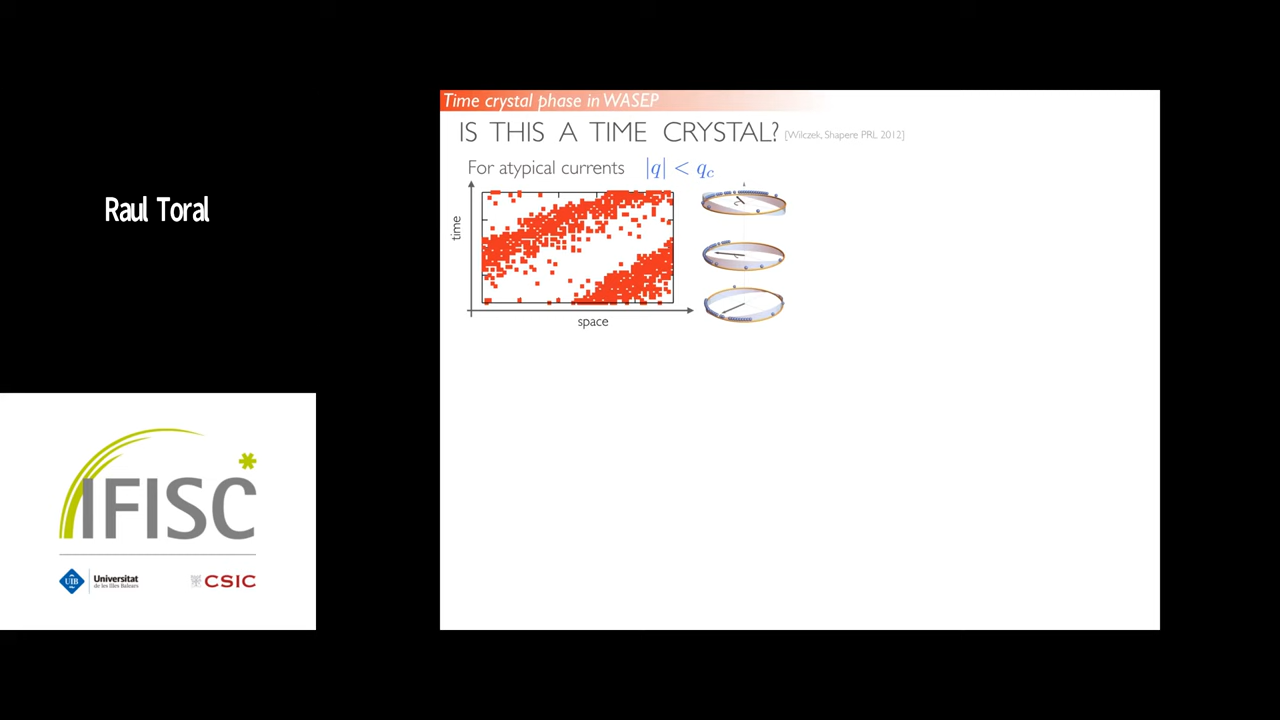 Raul Toral
IFISC
UIB
Universitat
de les Illes Balears
CSIC
Time crystal phase in WASEP
IS THIS A TIME CRYSTAL? [Wilczek, Shapere PRL 2012]
For atypical currents |q| < q_c
time
space